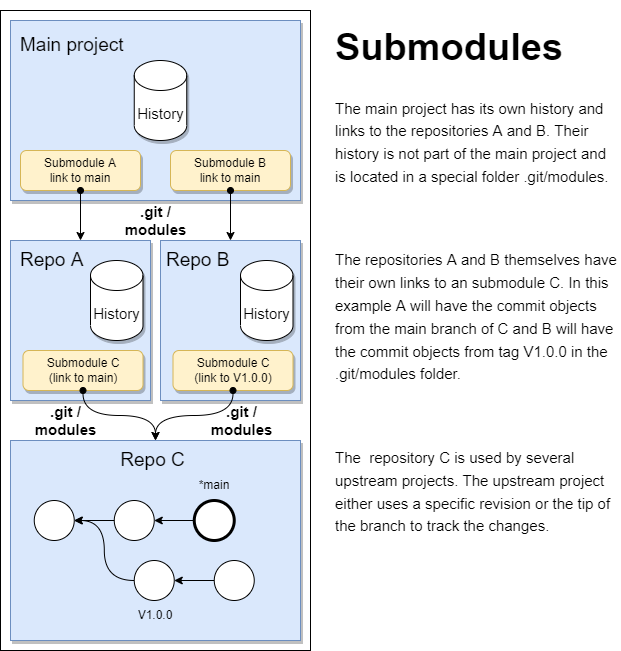 Submodules
Main project
History
Submodule A
link to main
Submodule B
link to main
The main project has its own history and
links to the repositories A and B. Their
history is not part of the main project and
is located in a special folder .git/modules.
.git /
modules
Repo A
History
Submodule C
(link to main)
Repo B
History
Submodule C
(link to V1.0.0)
The repositories A and B themselves have
their own links to an submodule C. In this
example A will have the commit objects
from the main branch of C and B will have
the commit objects from tag V1.0.0 in the
.git/modules folder.
.git /
modules
.git /
modules
Repo C
*main
V1.0.0
The  repository C is used by several
upstream projects. The upstream project
either uses a specific revision or the tip of
the branch to track the changes.